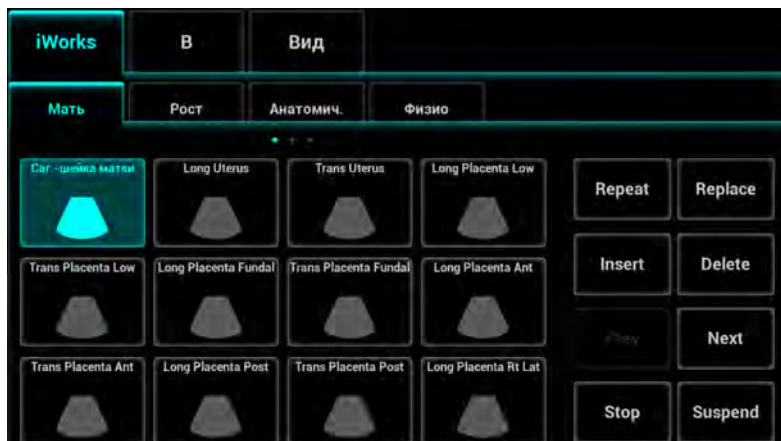 iWorks
B
Вид
Мать
Рост
Анатомич.
Физио
Саг.-шейка матки
Long Uterus
Trans Uterus
Long Placenta Low
Repeat
Replace
Trans Placenta Low
Long Placenta Fundal
Trans Placenta Fundal
Long Placenta Ant
Insert
Delete
Prev
Next
Trans Placenta Ant
Long Placenta Post
Trans Placenta Post
Long Placenta Rt Lat
Stop
Suspend